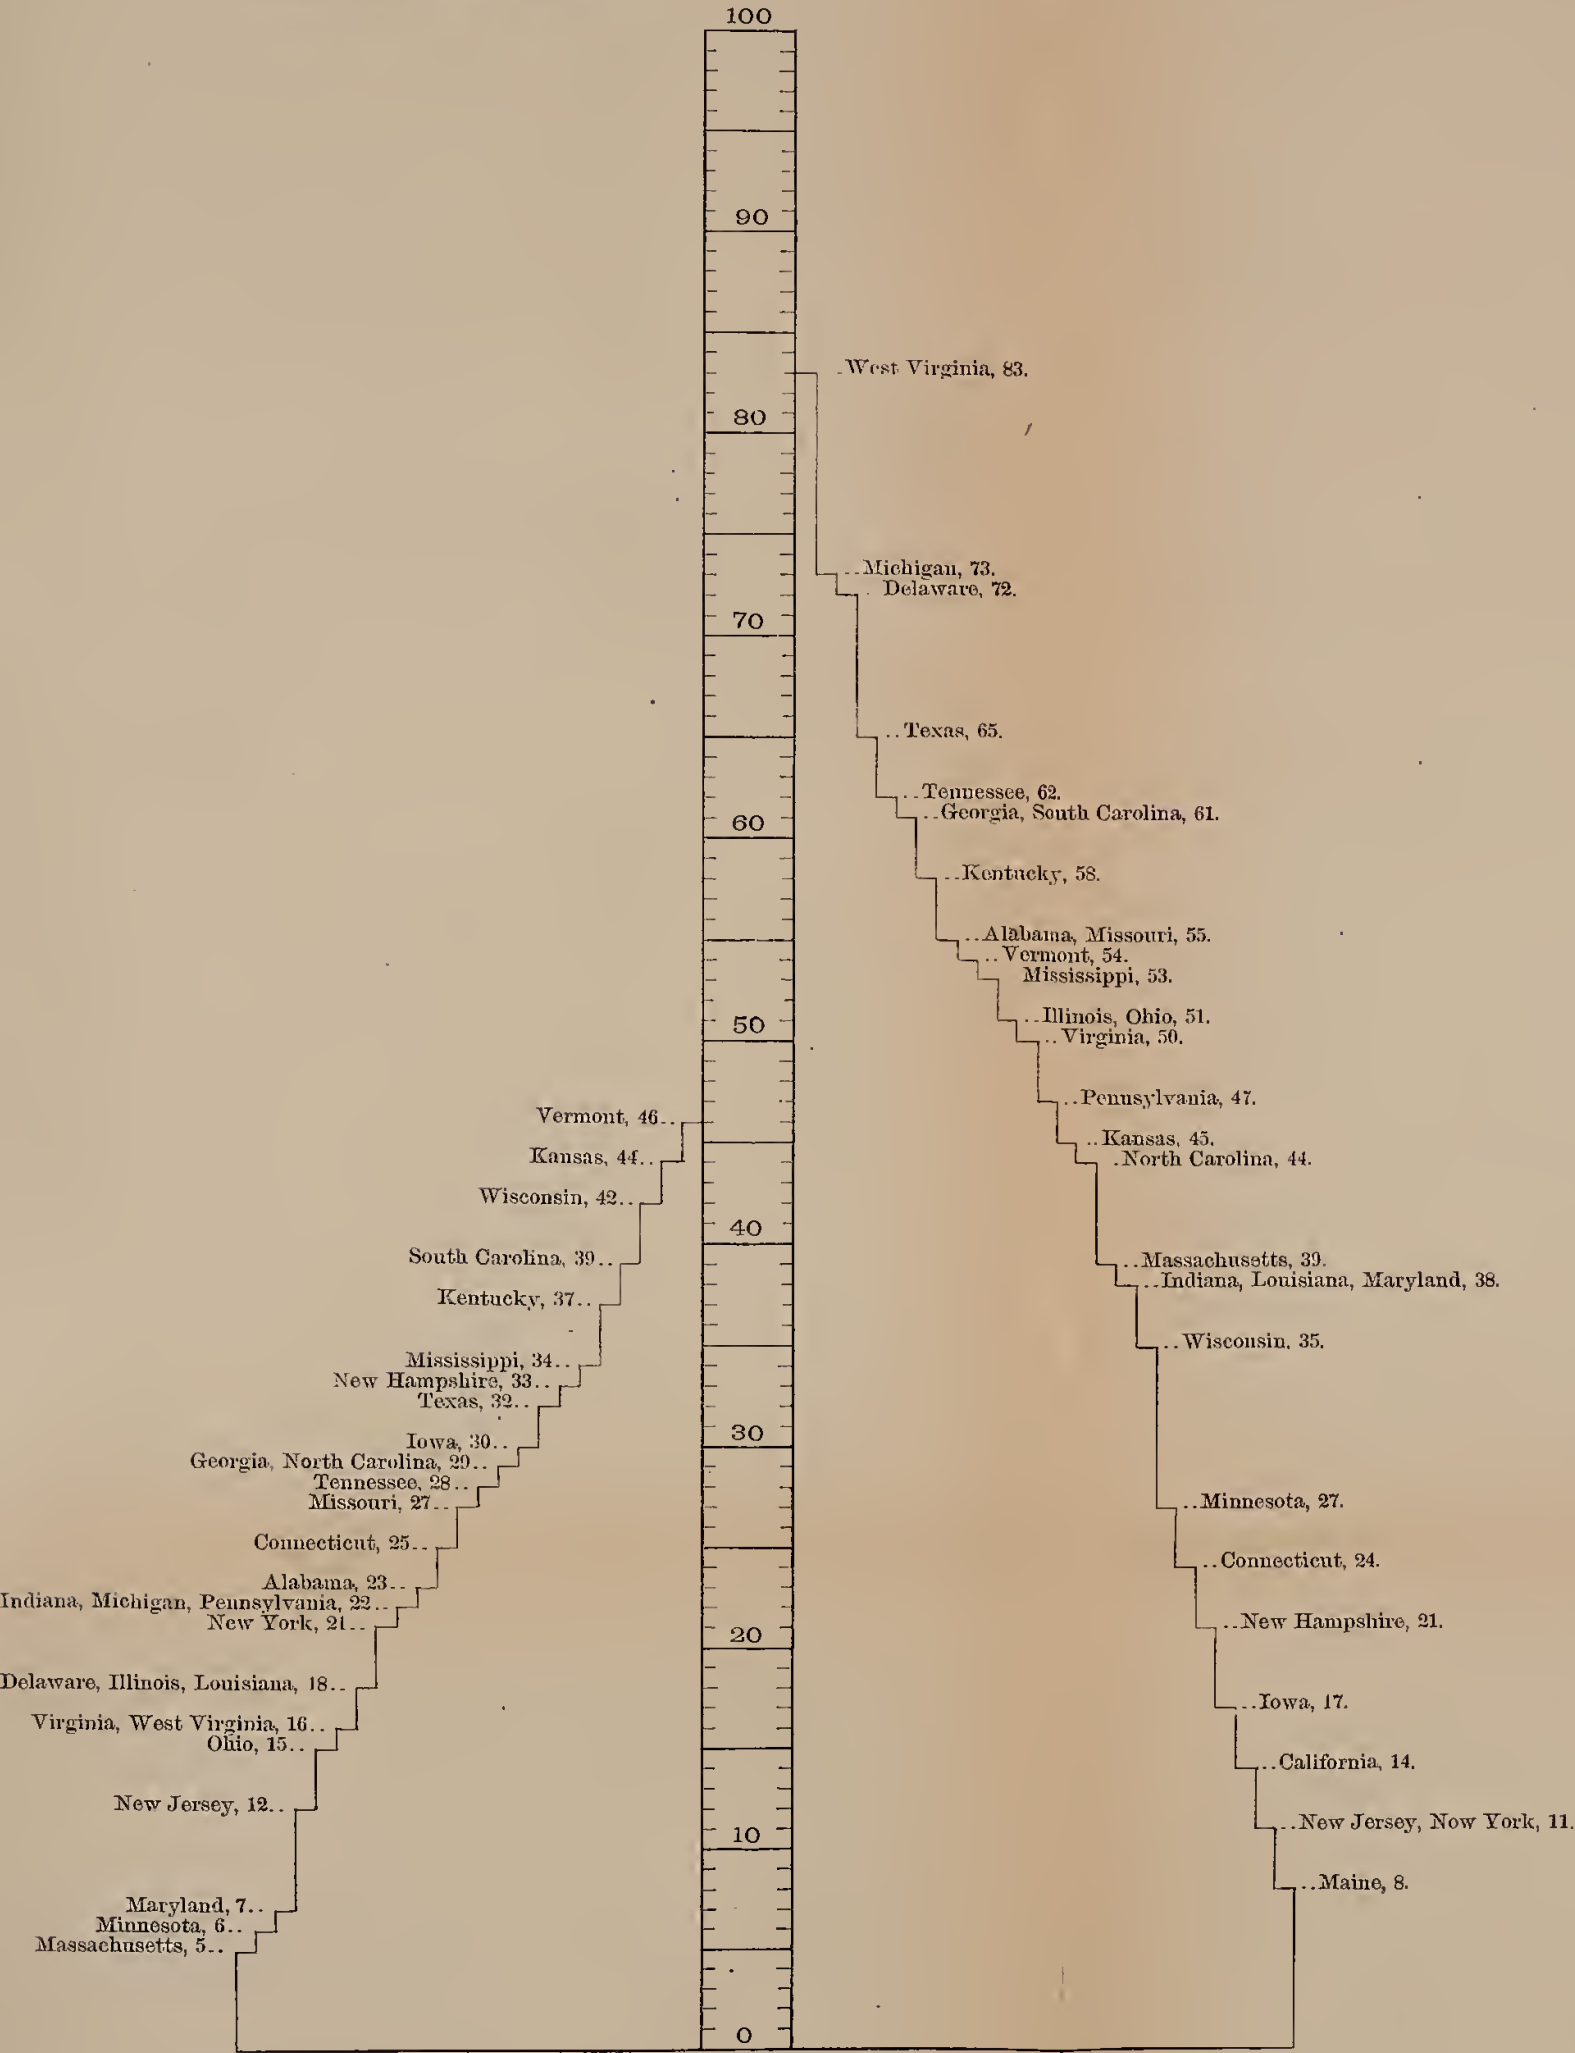 100
90
West Virginia, 83.
80
Michigan, 73.
Delaware, 72.
70
Texas, 65.
Tennessee, 62.
Georgia, South Carolina, 61.
60
Kentucky, 58.
Alabama, Missouri, 55.
Vermont, 54.
Mississippi, 53.
Illinois, Ohio, 51.
50
Virginia, 50.
Pennsylvania, 47.
Vermont, 46..
Kansas, 45.
Kansas, 44..
North Carolina, 44.
Wisconsin, 42..
40
South Carolina, 39..
Massachusetts, 39.
Indiana, Louisiana, Maryland, 38.
Kentucky, 37..
Wisconsin, 35.
Mississippi, 34..
New Hampshire, 33..
Texas, 32..
30
Iowa, 30..
Georgia, North Carolina, 29..
Tennessee, 28..
Missouri, 27..
Minnesota, 27.
Connecticut, 25..
Connecticut, 24.
Alabama, 23..
Indiana, Michigan, Pennsylvania, 22..
New York, 21..
New Hampshire, 21.
20
Delaware, Illinois, Louisiana, 18..
Iowa, 17.
Virginia, West Virginia, 16..
Ohio, 15..
California, 14.
New Jersey, 12..
New Jersey, Now York, 11.
10
Maine, 8.
Maryland, 7..
Minnesota, 6..
Massachusetts, 5..
0